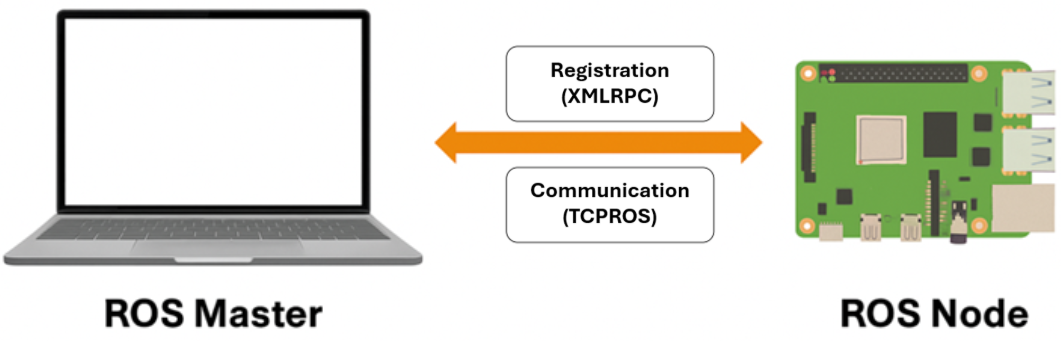 Registration
(XMLRPC)
Communication
(TCPROS)
ROS Master
ROS Node